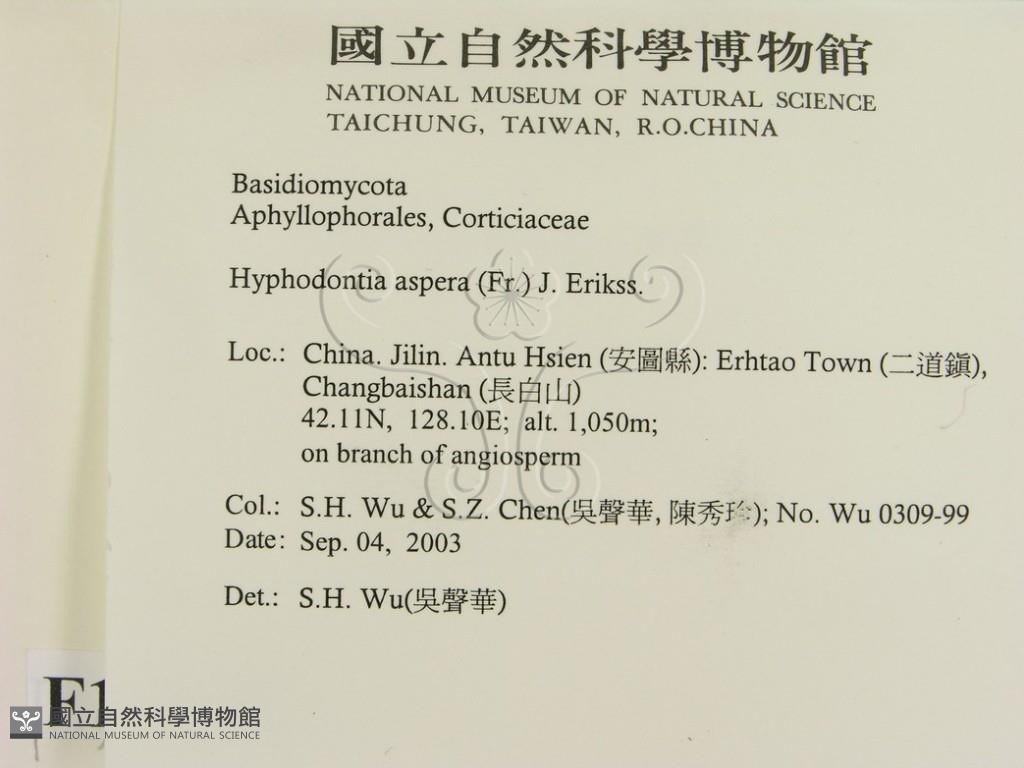 國立自然科學博物館
NATIONAL MUSEUM OF NATURAL SCIENCE
TAICHUNG, TAIWAN, R.O.CHINA
Basidiomycota
Aphyllophorales, Corticiaceae
Hyphodontia aspera (Fr.) J. Erikss.
Loc.: China. Jilin. Antu Hsien (安圖縣): Erhtao Town (二道鎭),
Changbaishan (長白山)
42.11N, 128.10E; alt. 1,050m;
on branch of angiosperm
Col.: S.H. Wu & S.Z. Chen(吳聲華, 陳秀珍); No. Wu 0309-99
Date: Sep. 04, 2003
Det.: S.H. Wu(吳聲華)
F1
國立自然科學博物館
NATIONAL MUSEUM OF NATURAL SCIENCE